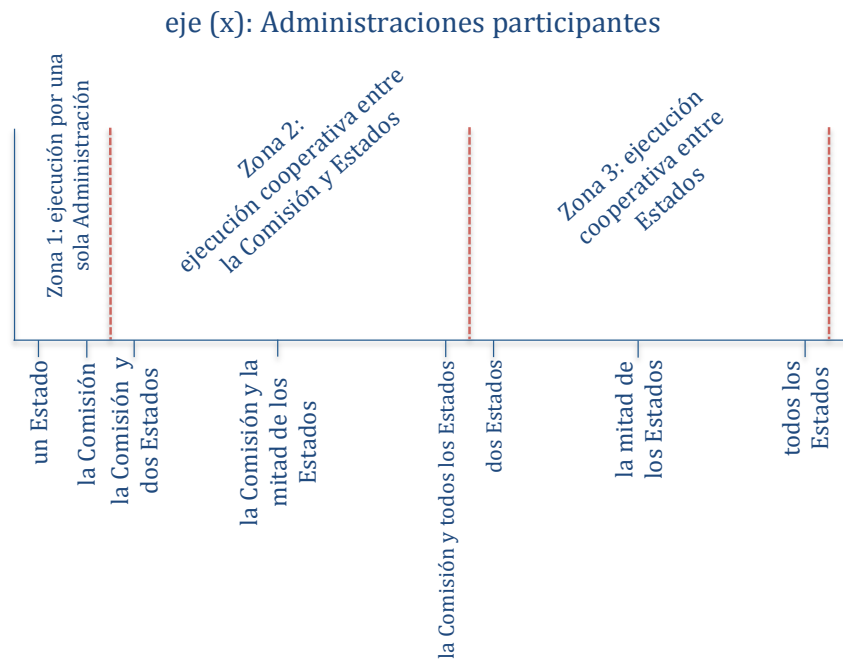 eje (x): Administraciones participantes
Zona 1: ejecución por una
sola Administración
Zona 2:
ejecución cooperativa entre
la Comisión y Estados
Zona 3: ejecución
cooperativa entre
Estados
un Estado
la Comisión
la Comisión y
dos Estados
la Comisión y la
mitad de los
Estados
la Comisión y todos los Estados
dos Estados
la mitad de
los Estados
todos los
Estados